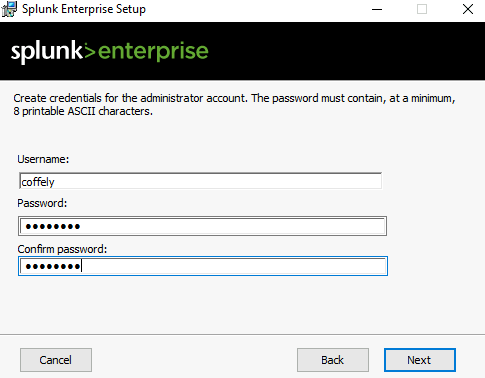 Splunk Enterprise Setup
splunk>enterprise
Create credentials for the administrator account. The password must contain, at a minimum,
8 printable ASCII characters.
Username:
coffely
Password:
●●●●●●●●
Confirm password:
●●●●●●●●
Cancel
Back
Next